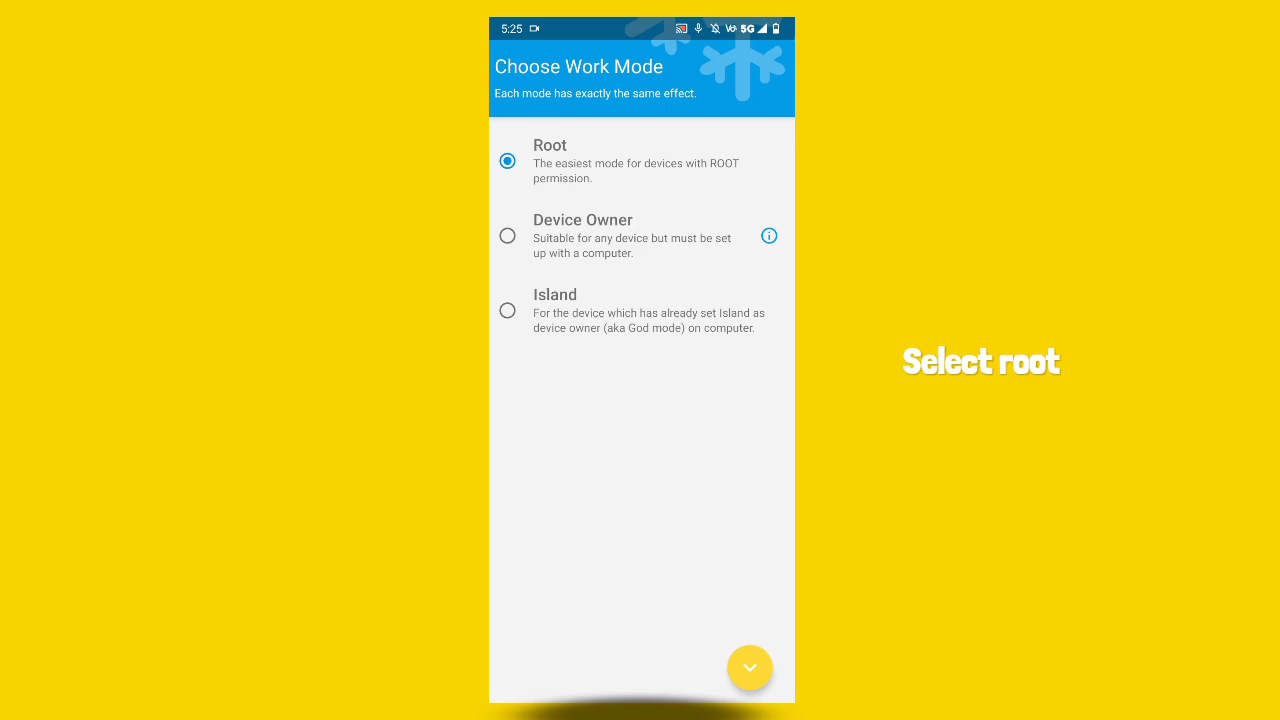 5:25
Vo 5G
Choose Work Mode
Each mode has exactly the same effect.
Root
The easiest mode for devices with ROOT
permission.
Device Owner
Suitable for any device but must be set
up with a computer.
Island
For the device which has already set Island as
device owner (aka God mode) on computer.
Select root